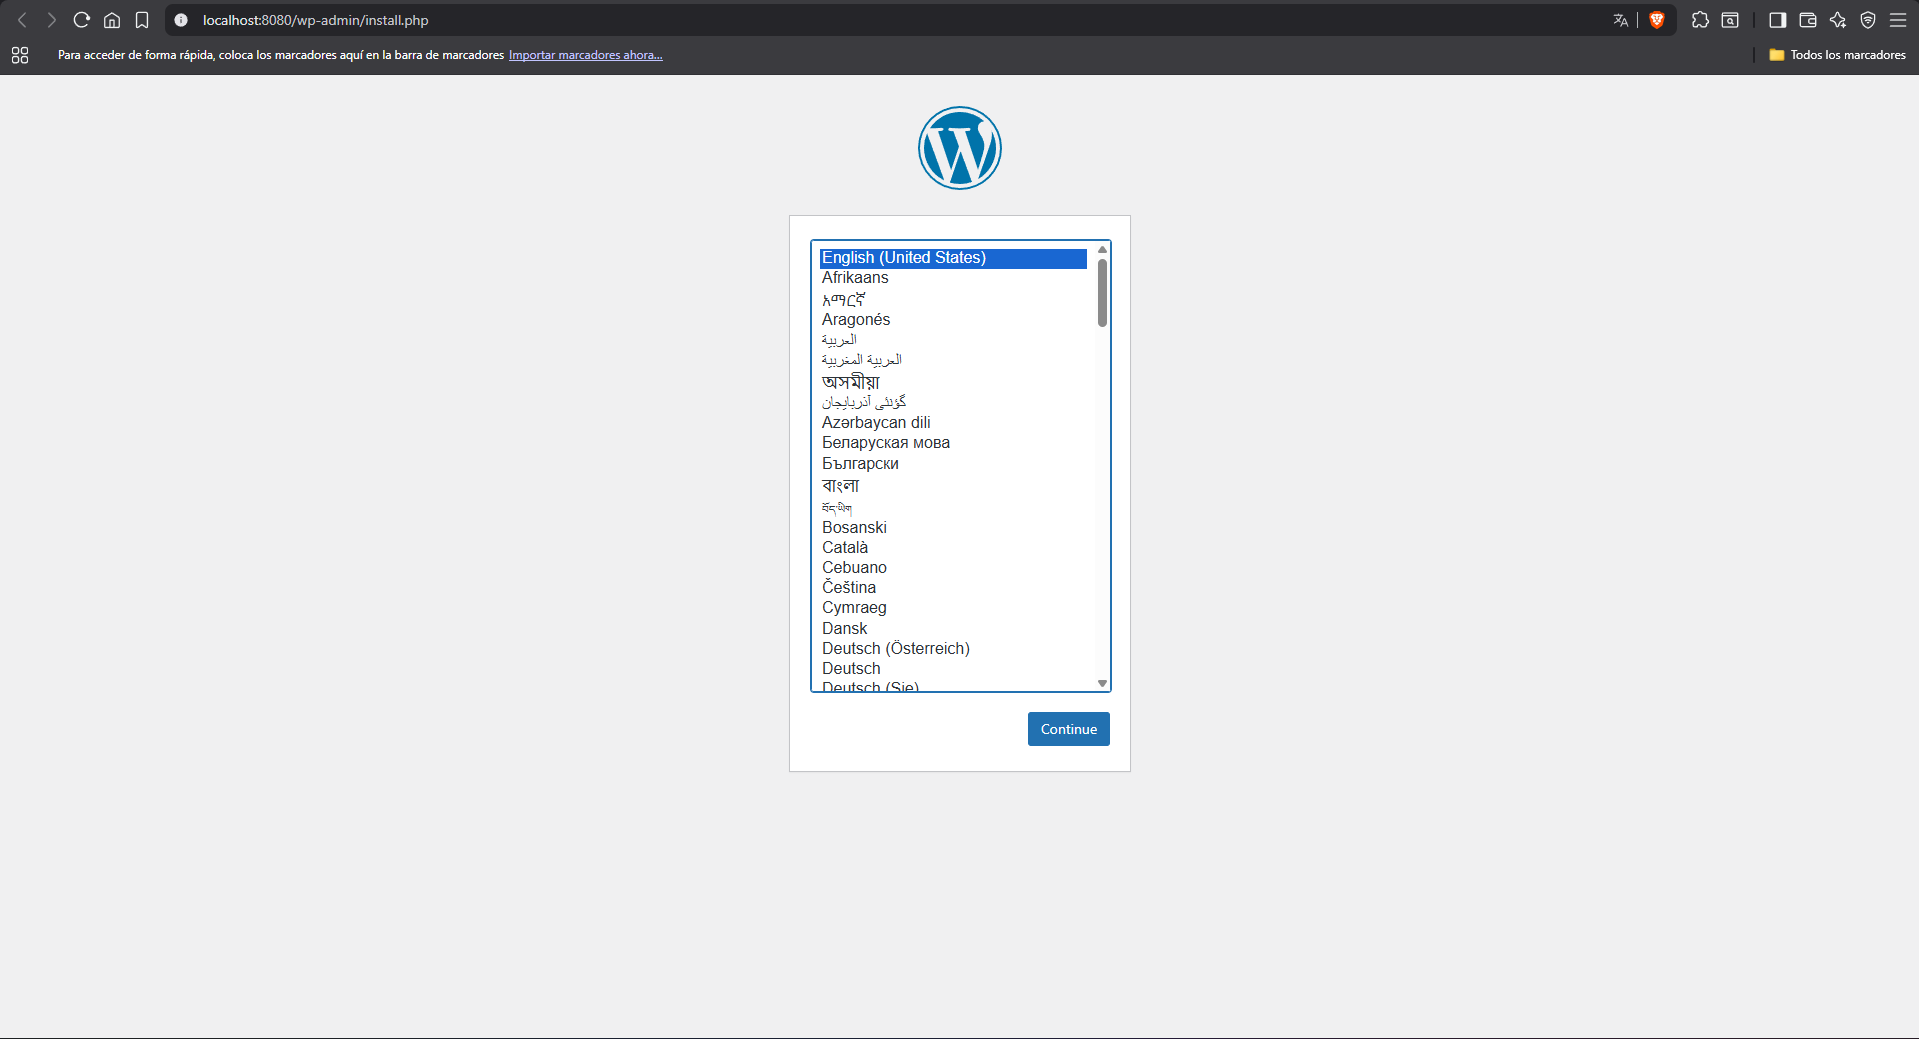 localhost:8080/wp-admin/install.php
Para acceder de forma rápida, coloca los marcadores aquí en la barra de marcadores Importar marcadores ahora...
Todos los marcadores
English (United States)
Afrikaans
አማርኛ
Aragonés
العربية
العربية المغربية
অসমীয়া
گؤنئی آذربایجان
Azərbaycan dili
Беларуская мова
Български
বাংলা
བོད་ཡིག
Bosanski
Català
Cebuano
Čeština
Cymraeg
Dansk
Deutsch (Österreich)
Deutsch
Deutsch (Sie)
Continue